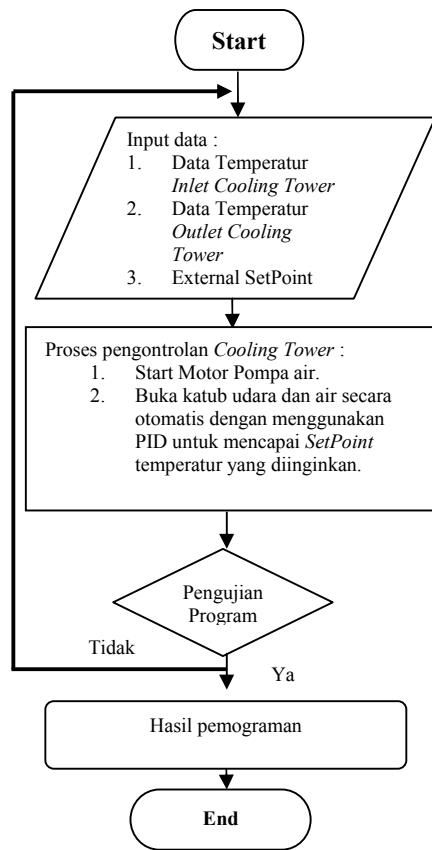 Start
Input data :
1. Data Temperatur
Inlet Cooling Tower
2. Data Temperatur
Outlet Cooling
Tower
3. External SetPoint
Proses pengontrolan Cooling Tower :
1. Start Motor Pompa air.
2. Buka katub udara dan air secara
otomatis dengan menggunakan
PID untuk mencapai SetPoint
temperatur yang diinginkan.
Pengujian
Program
Tidak
Ya
Hasil pemograman
End